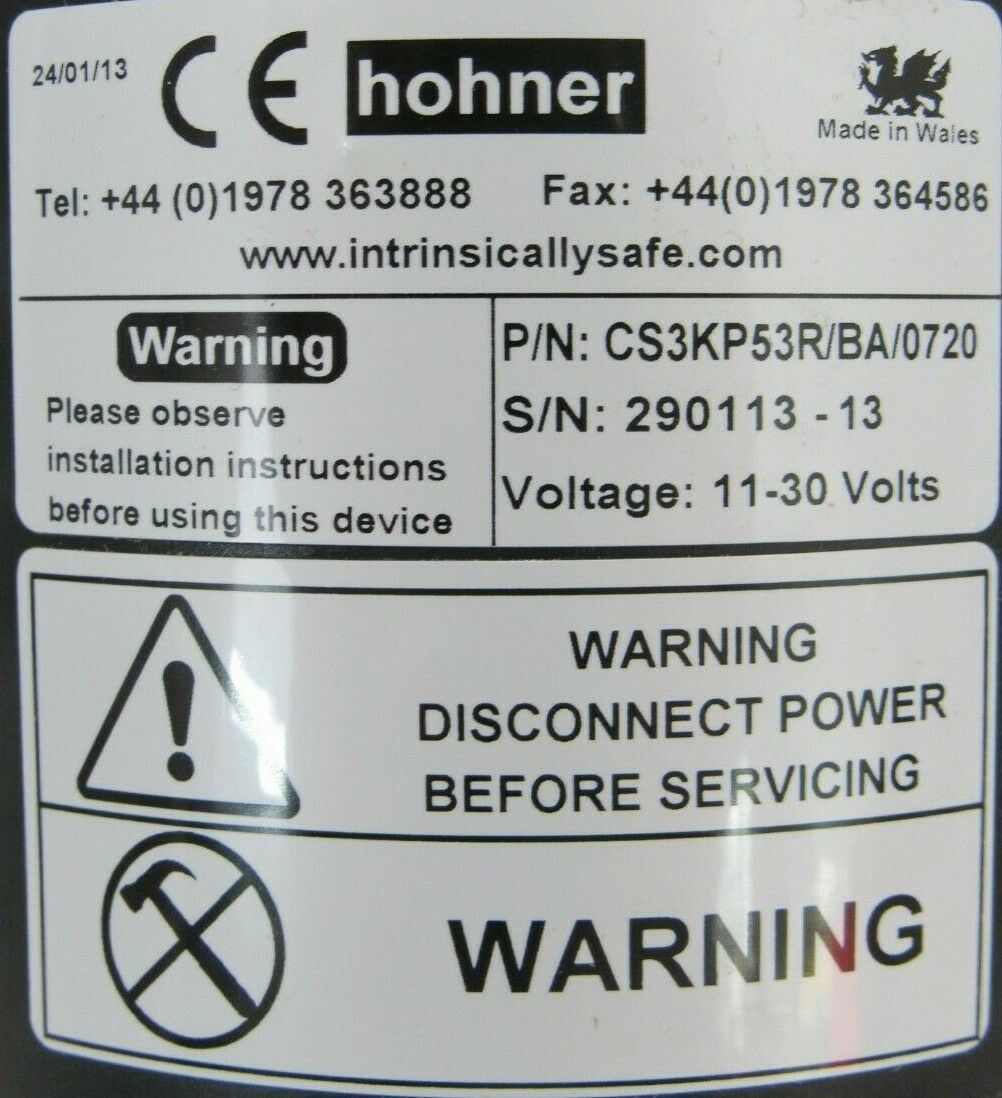 24/01/13 CE hohner
Made in Wales
Tel: +44 (0)1978 363888 Fax: +44(0)1978 364586
www.intrinsicallysafe.com
Warning
Please observe
installation instructions
before using this device
P/N: CS3KP53R/BA/0720
S/N: 290113 - 13
Voltage: 11-30 Volts
WARNING
DISCONNECT POWER
BEFORE SERVICING
WARNING